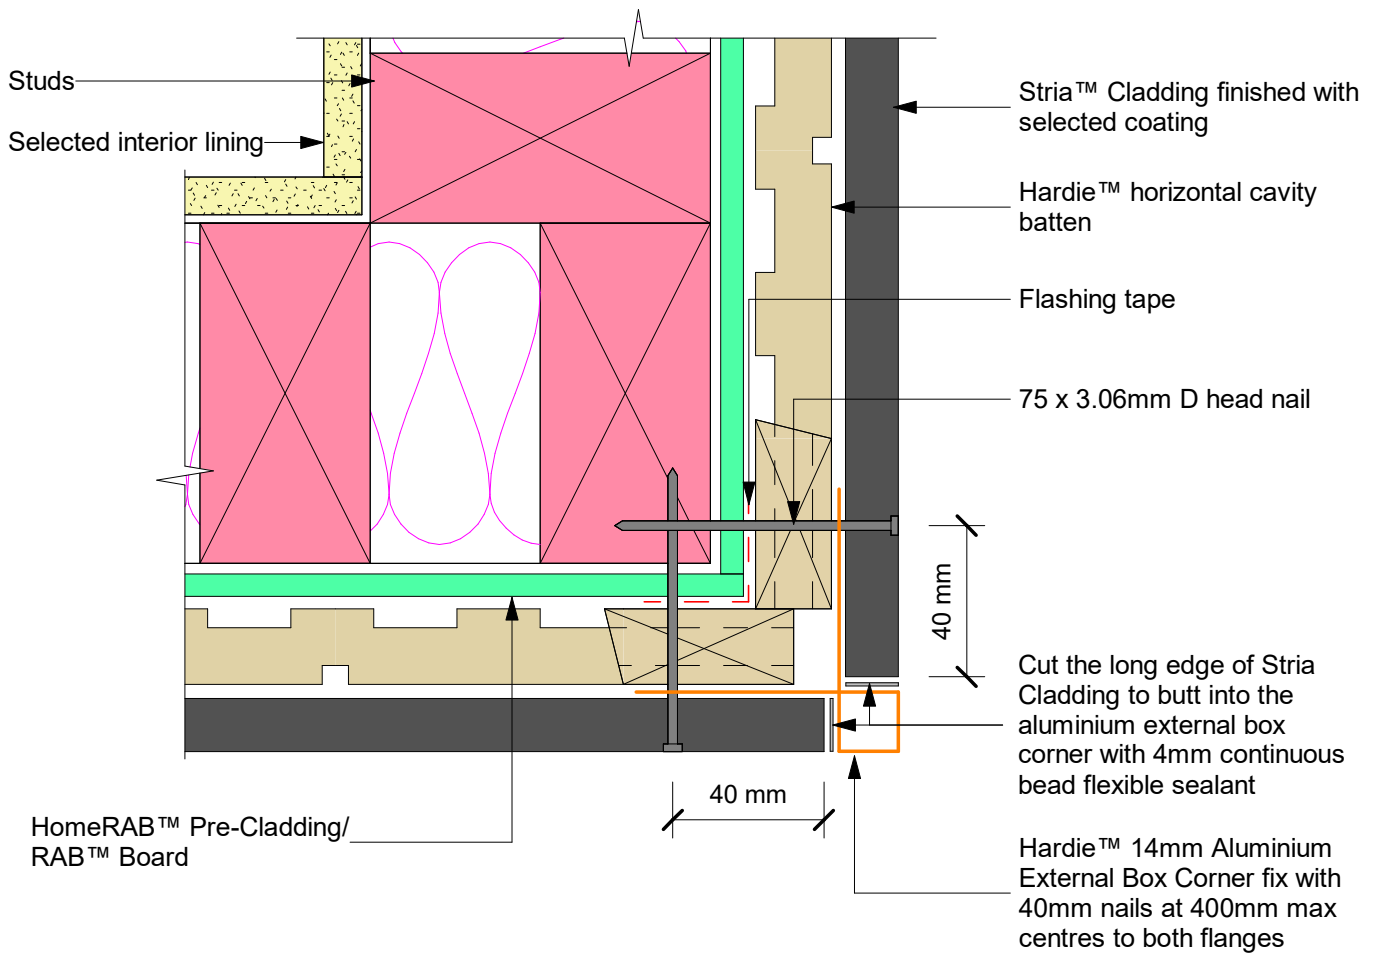 Studs
Selected interior lining
Stria™ Cladding finished with
selected coating
Hardie™ horizontal cavity
batten
Flashing tape
75 x 3.06mm D head nail
40 mm
Cut the long edge of Stria
Cladding to butt into the
aluminium external box
corner with 4mm continuous
bead flexible sealant
40 mm
HomeRAB™ Pre-Cladding/
RAB™ Board
Hardie™ 14mm Aluminium
External Box Corner fix with
40mm nails at 400mm max
centres to both flanges